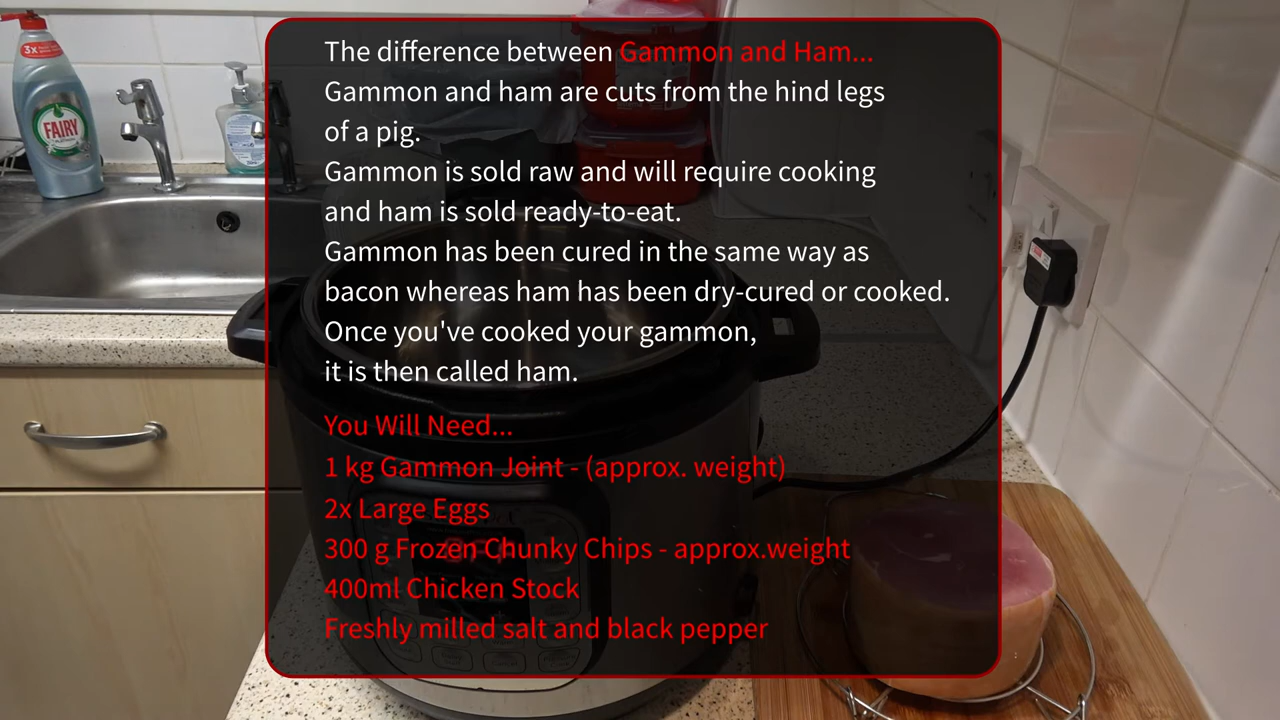 The difference between Gammon and Ham...
Gammon and ham are cuts from the hind legs
of a pig.
Gammon is sold raw and will require cooking
and ham is sold ready-to-eat.
Gammon has been cured in the same way as
bacon whereas ham has been dry-cured or cooked.
Once you've cooked your gammon,
it is then called ham.
You Will Need...
1 kg Gammon Joint - (approx. weight)
2x Large Eggs
300 g Frozen Chunky Chips - approx.weight
400ml Chicken Stock
Freshly milled salt and black pepper
3x
FAIRY